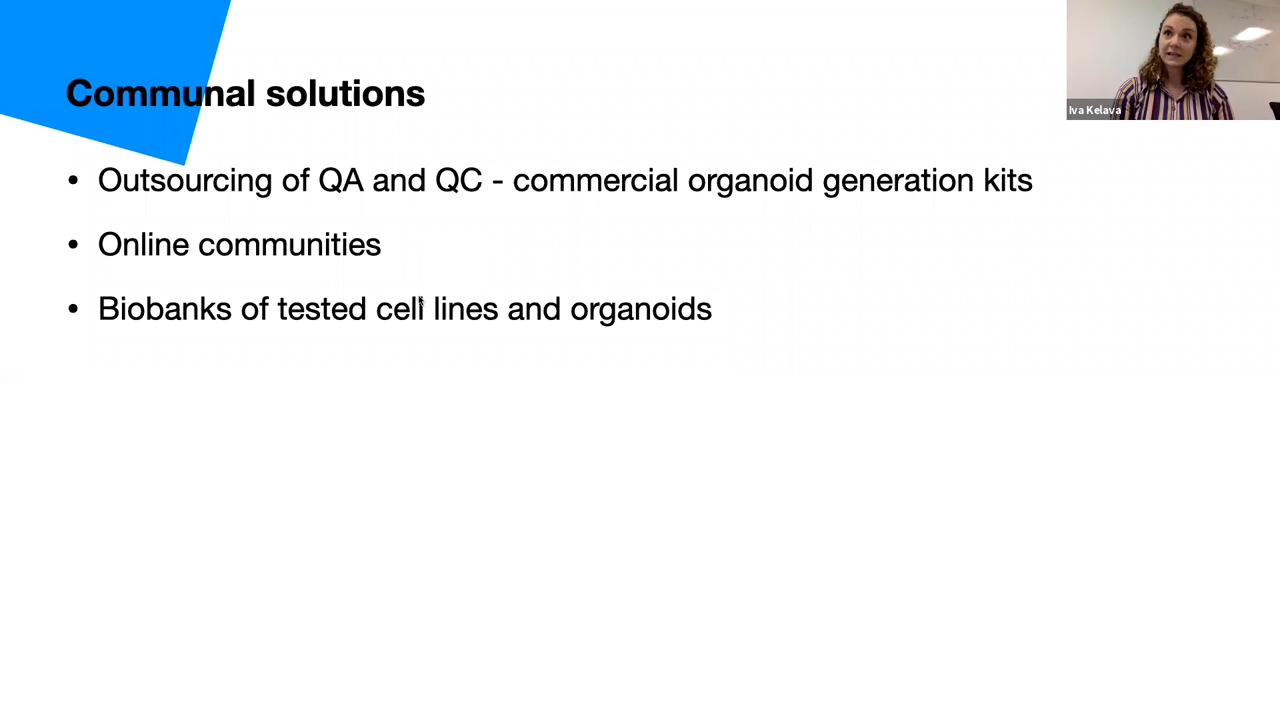 Communal solutions
• Outsourcing of QA and QC - commercial organoid generation kits
• Online communities
• Biobanks of tested cell lines and organoids
Iva Kelava